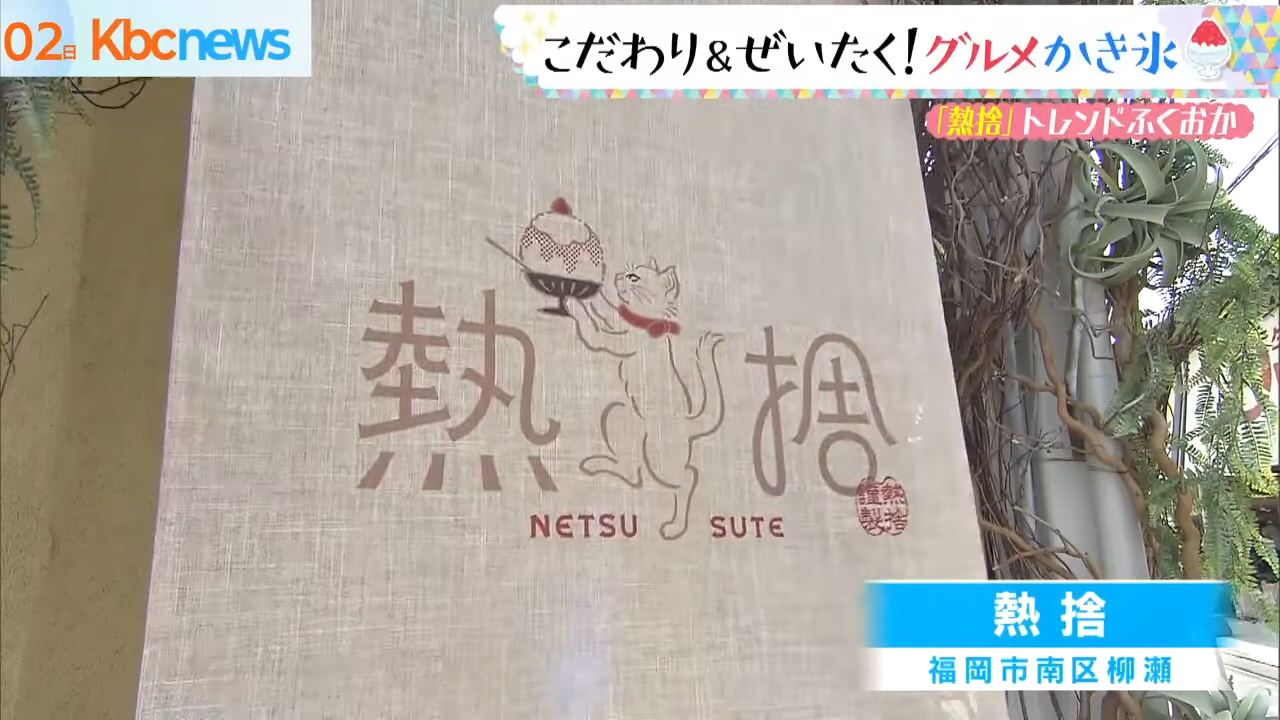 02日 Kbcnews
こだわり&ぜいたく!グルメかき氷
「熱捨」トレンドふくおか
熱捨
NETSU SUTE
熱捨
謹製
熱捨
福岡市南区柳瀬